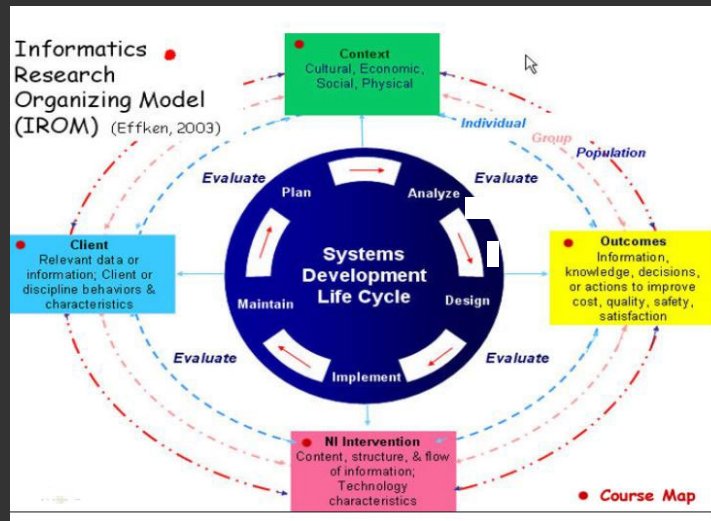 Informatics
Research
Organizing Model
(IROM) (Effken, 2003)
Context
Cultural, Economic,
Social, Physical
Individual
Group
Population
Evaluate
Evaluate
Plan
Analyze
Client
Relevant data or
information; Client or
discipline behaviors &
characteristics
Systems
Development
Life Cycle
Outcomes
Information,
knowledge, decisions,
or actions to improve
cost, quality, safety,
satisfaction
Maintain
Design
Evaluate
Evaluate
Implement
NI Intervention
Content, structure, & flow
of information;
Technology
characteristics
Course Map